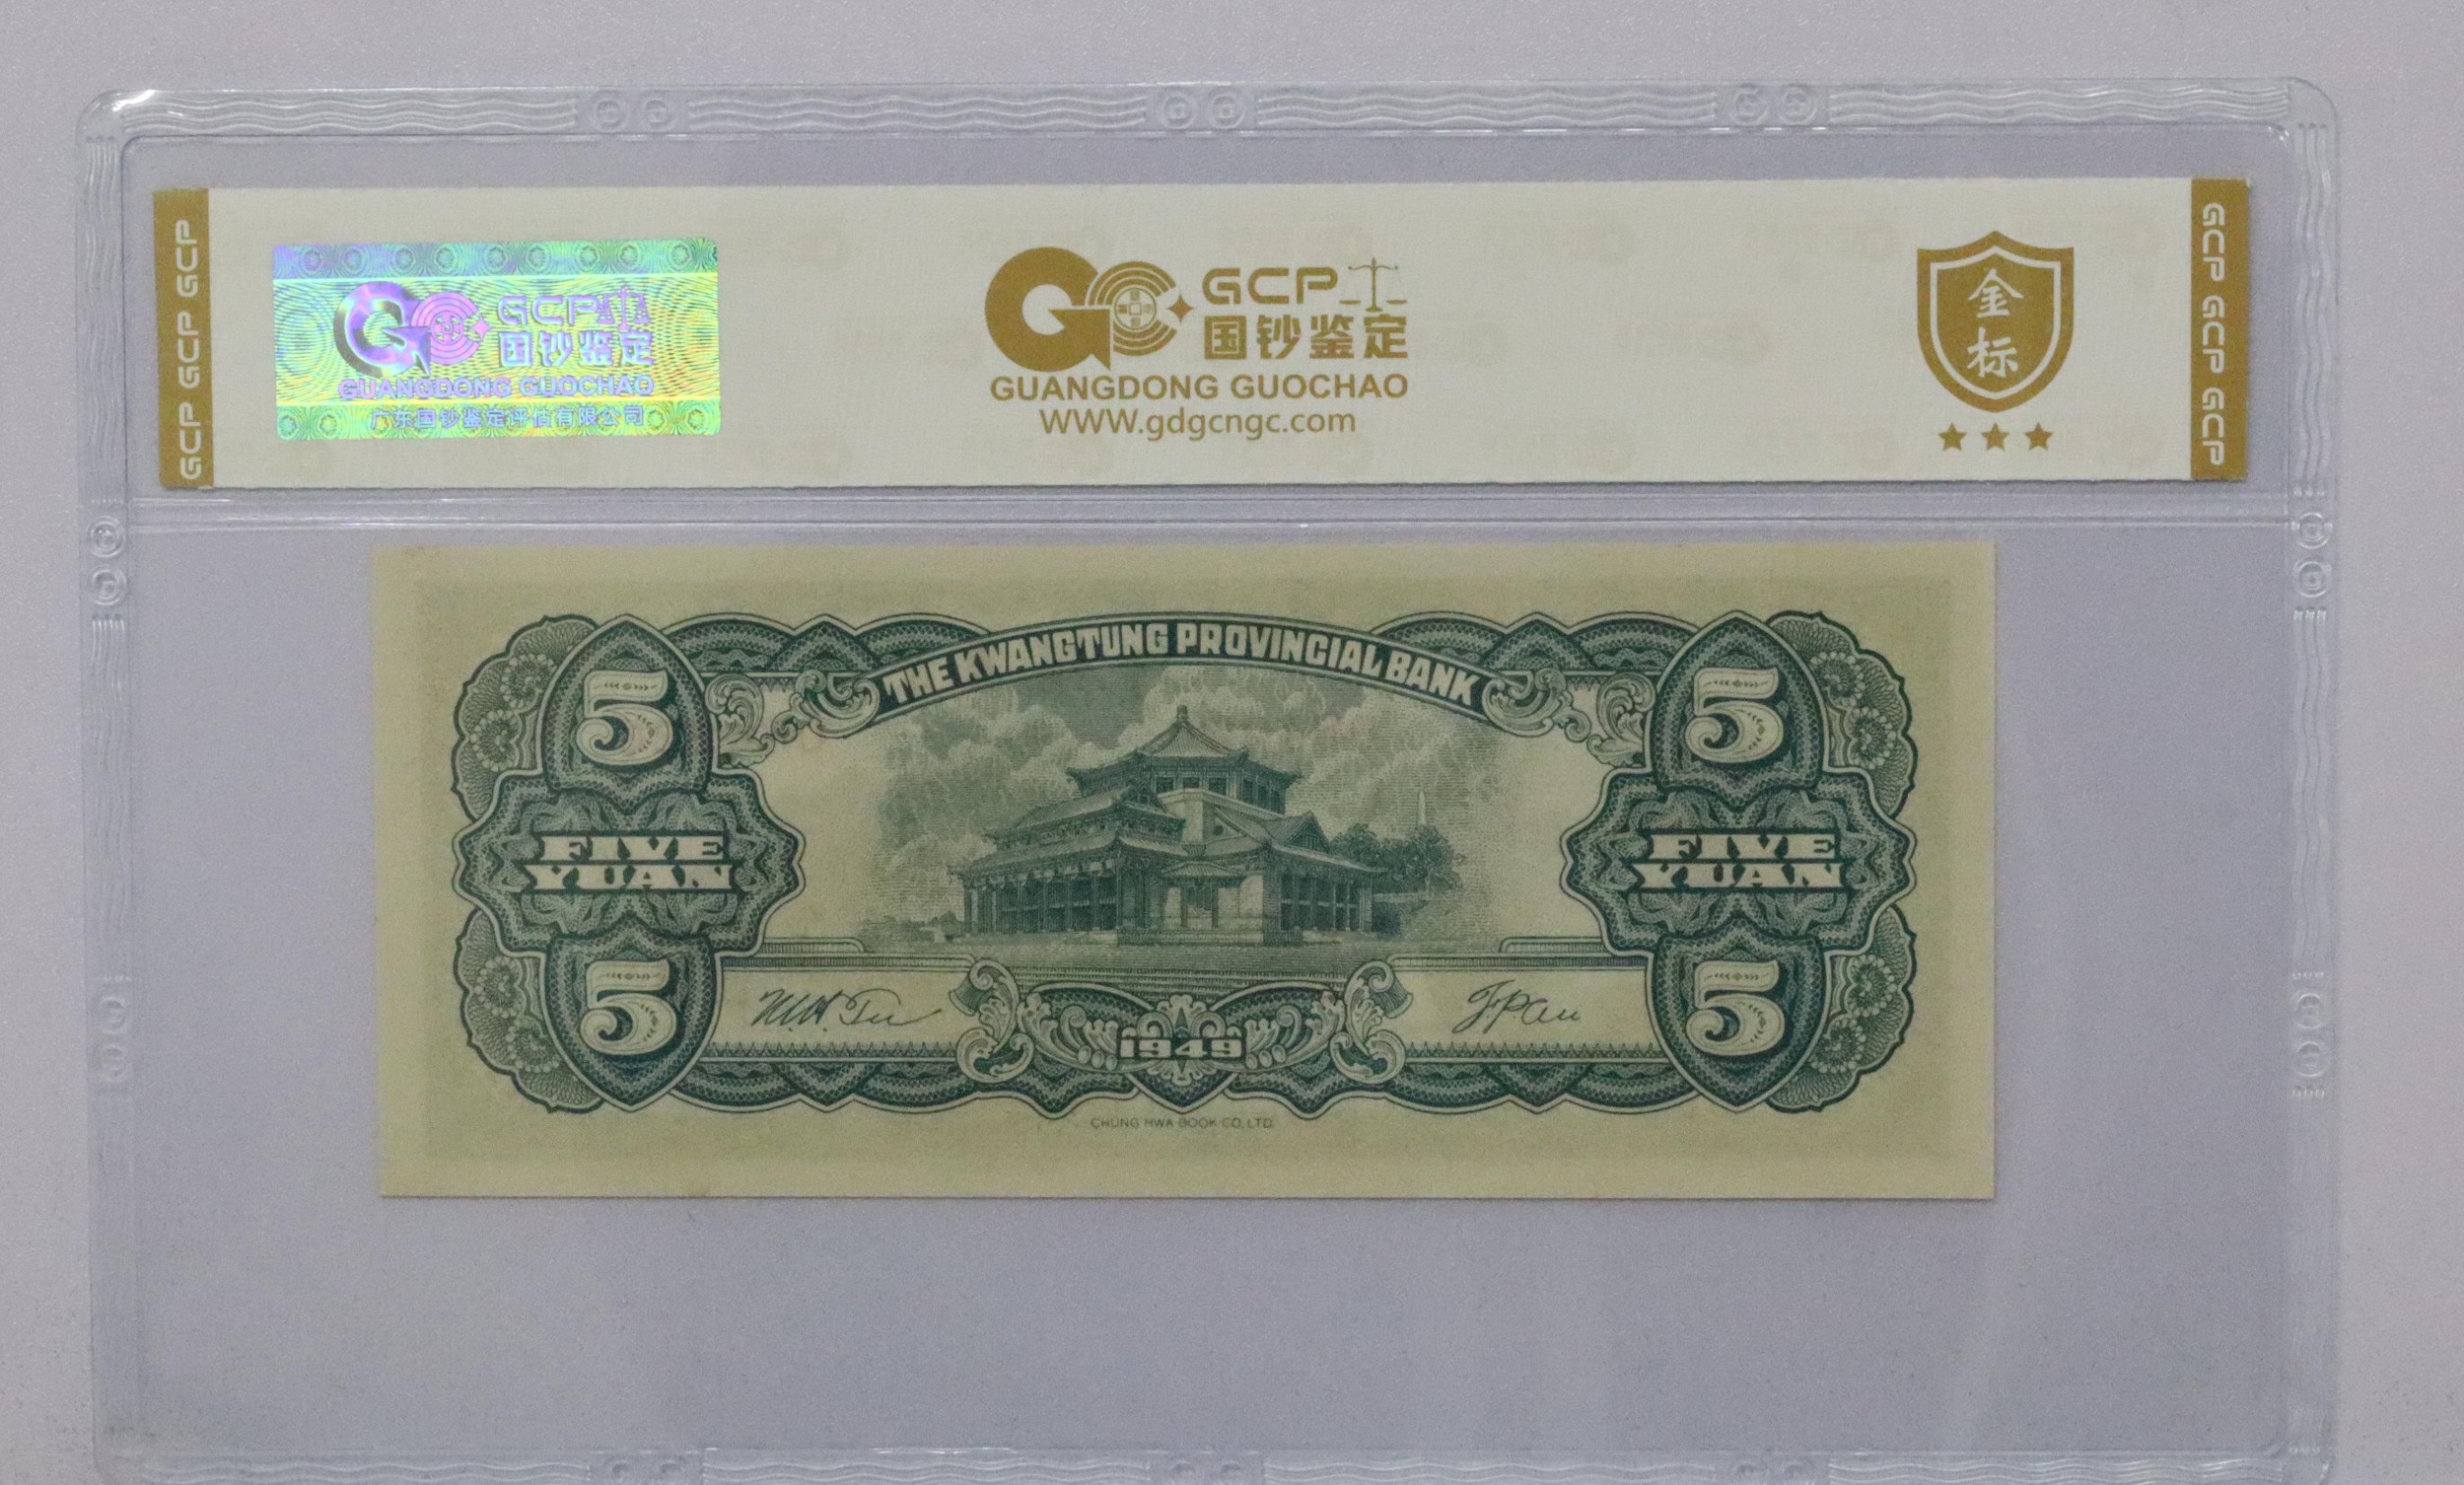 GCP GCP GCP
GCP
国钞鉴定
GUANGDONG GUOCHAO
广东国钞鉴定评估有限公司
GCP
国钞鉴定
GUANGDONG GUOCHAO
WWW.gdgcngc.com
金
标
GCP GCP GCP
THE KWANGTUNG PROVINCIAL BANK
5
5
FIVE
YUAN
FIVE
YUAN
5
5
1949
CHUNG HWA BOOK CO. LTD.